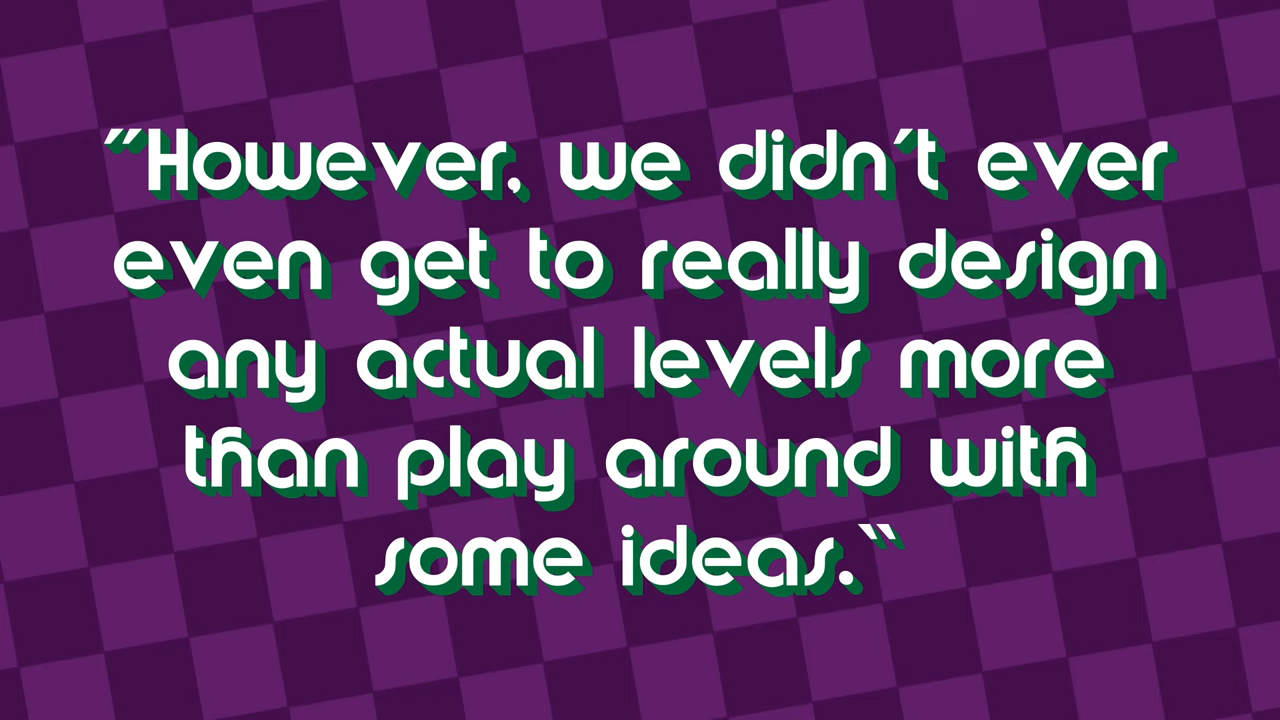 "However, we didn't ever
even get to really design
any actual levels more
than play around with
some ideas."